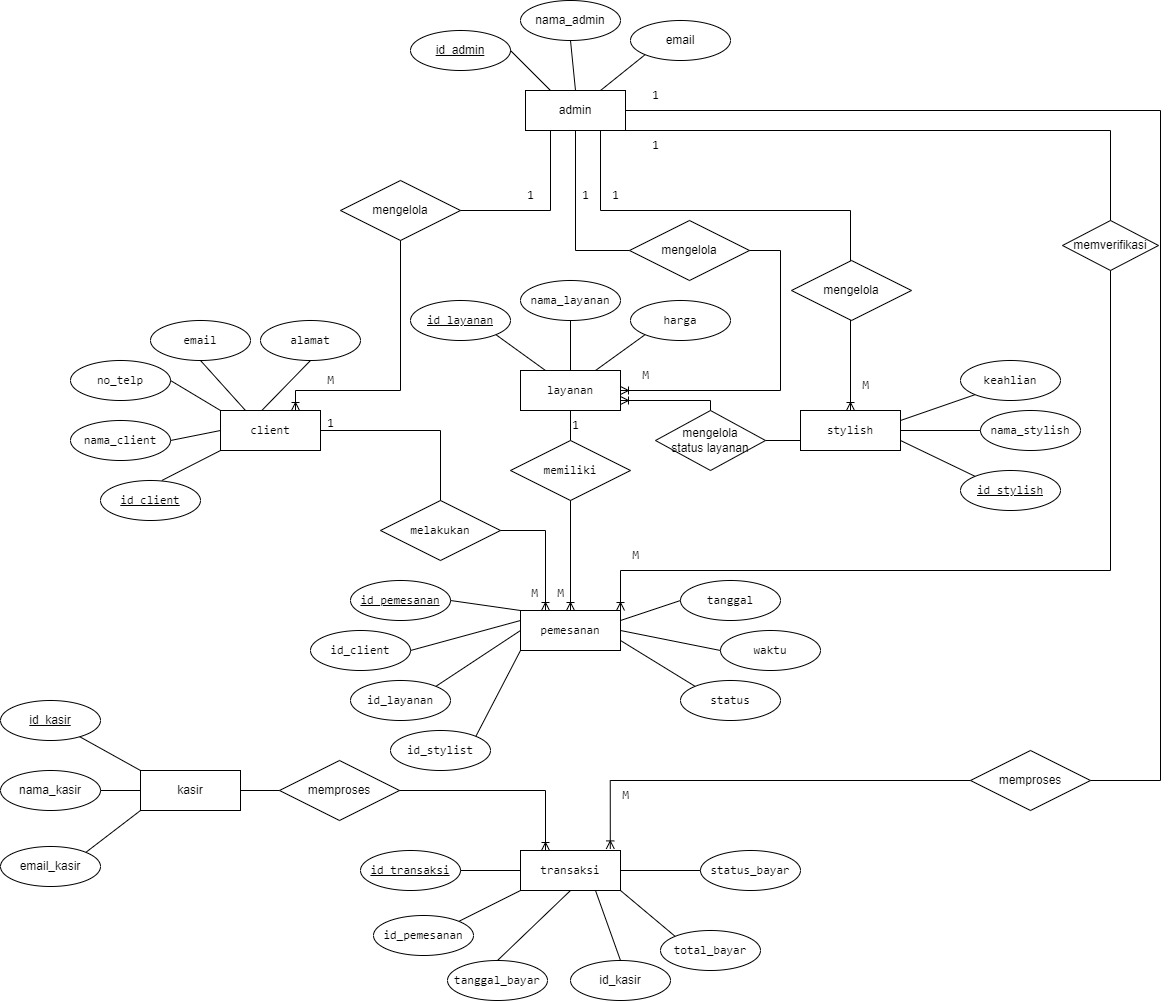 nama_admin
id_admin
email
1
admin
1
mengelola
1
1
1
mengelola
memverifikasi
mengelola
nama_layanan
id_layanan
harga
email
alamat
no_telp
M
M
layanan
M
keahlian
nama_client
client
1
1
mengelola
status layanan
stylish
nama_stylish
id_client
memiliki
id_stylish
melakukan
M
M
M
id_pemesanan
tanggal
pemesanan
id_client
waktu
id_layanan
status
id_stylist
id_kasir
nama_kasir
kasir
memproses
memproses
M
email_kasir
id_transaksi
transaksi
status_bayar
id_pemesanan
total_bayar
tanggal_bayar
id_kasir